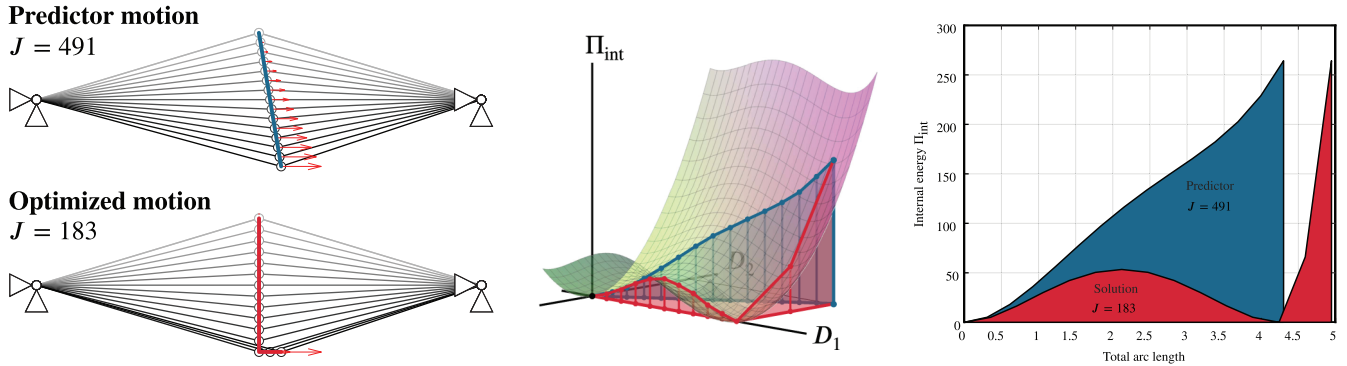 Predictor motion
J = 491
Optimized motion
J = 183
Π_int
D_2
D_1
300
250
200
150
100
50
0
Internal energy Π_int
Predictor
J = 491
Solution
J = 183
0 0.5 1 1.5 2 2.5 3 3.5 4 4.5 5
Total arc length